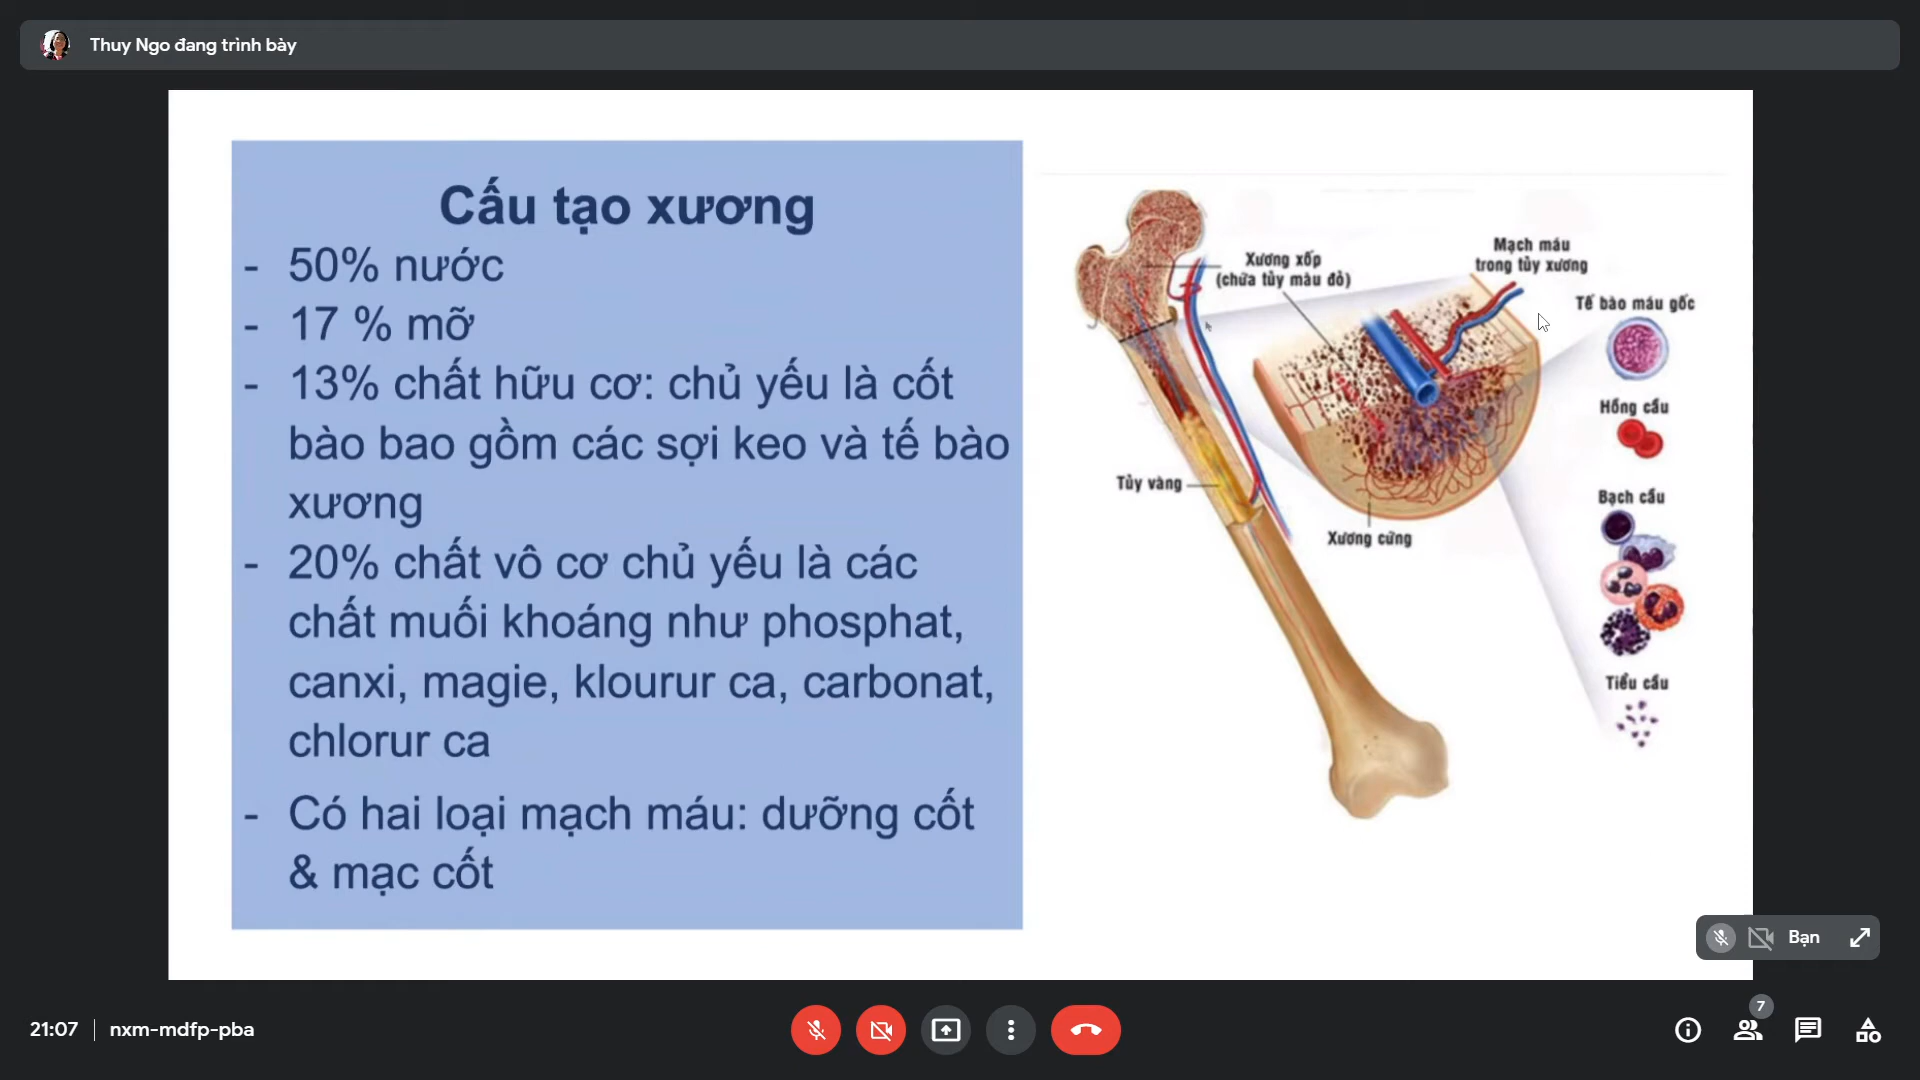 Thuy Ngo đang trình bày
Cấu tạo xương
- 50% nước
- 17 % mỡ
- 13% chất hữu cơ: chủ yếu là cốt
bào bao gồm các sợi keo và tế bào
xương
- 20% chất vô cơ chủ yếu là các
chất muối khoáng như phosphat,
canxi, magie, klourur ca, carbonat,
chlorur ca
- Có hai loại mạch máu: dưỡng cốt
& mạc cốt
Xương xốp
(chứa tủy màu đỏ)
Mạch máu
trong tủy xương
Tế bào máu gốc
Hồng cầu
Bạch cầu
Tiểu cầu
Tủy vàng
Xương cứng
Bạn
21:07 | nxm-mdfp-pba
7